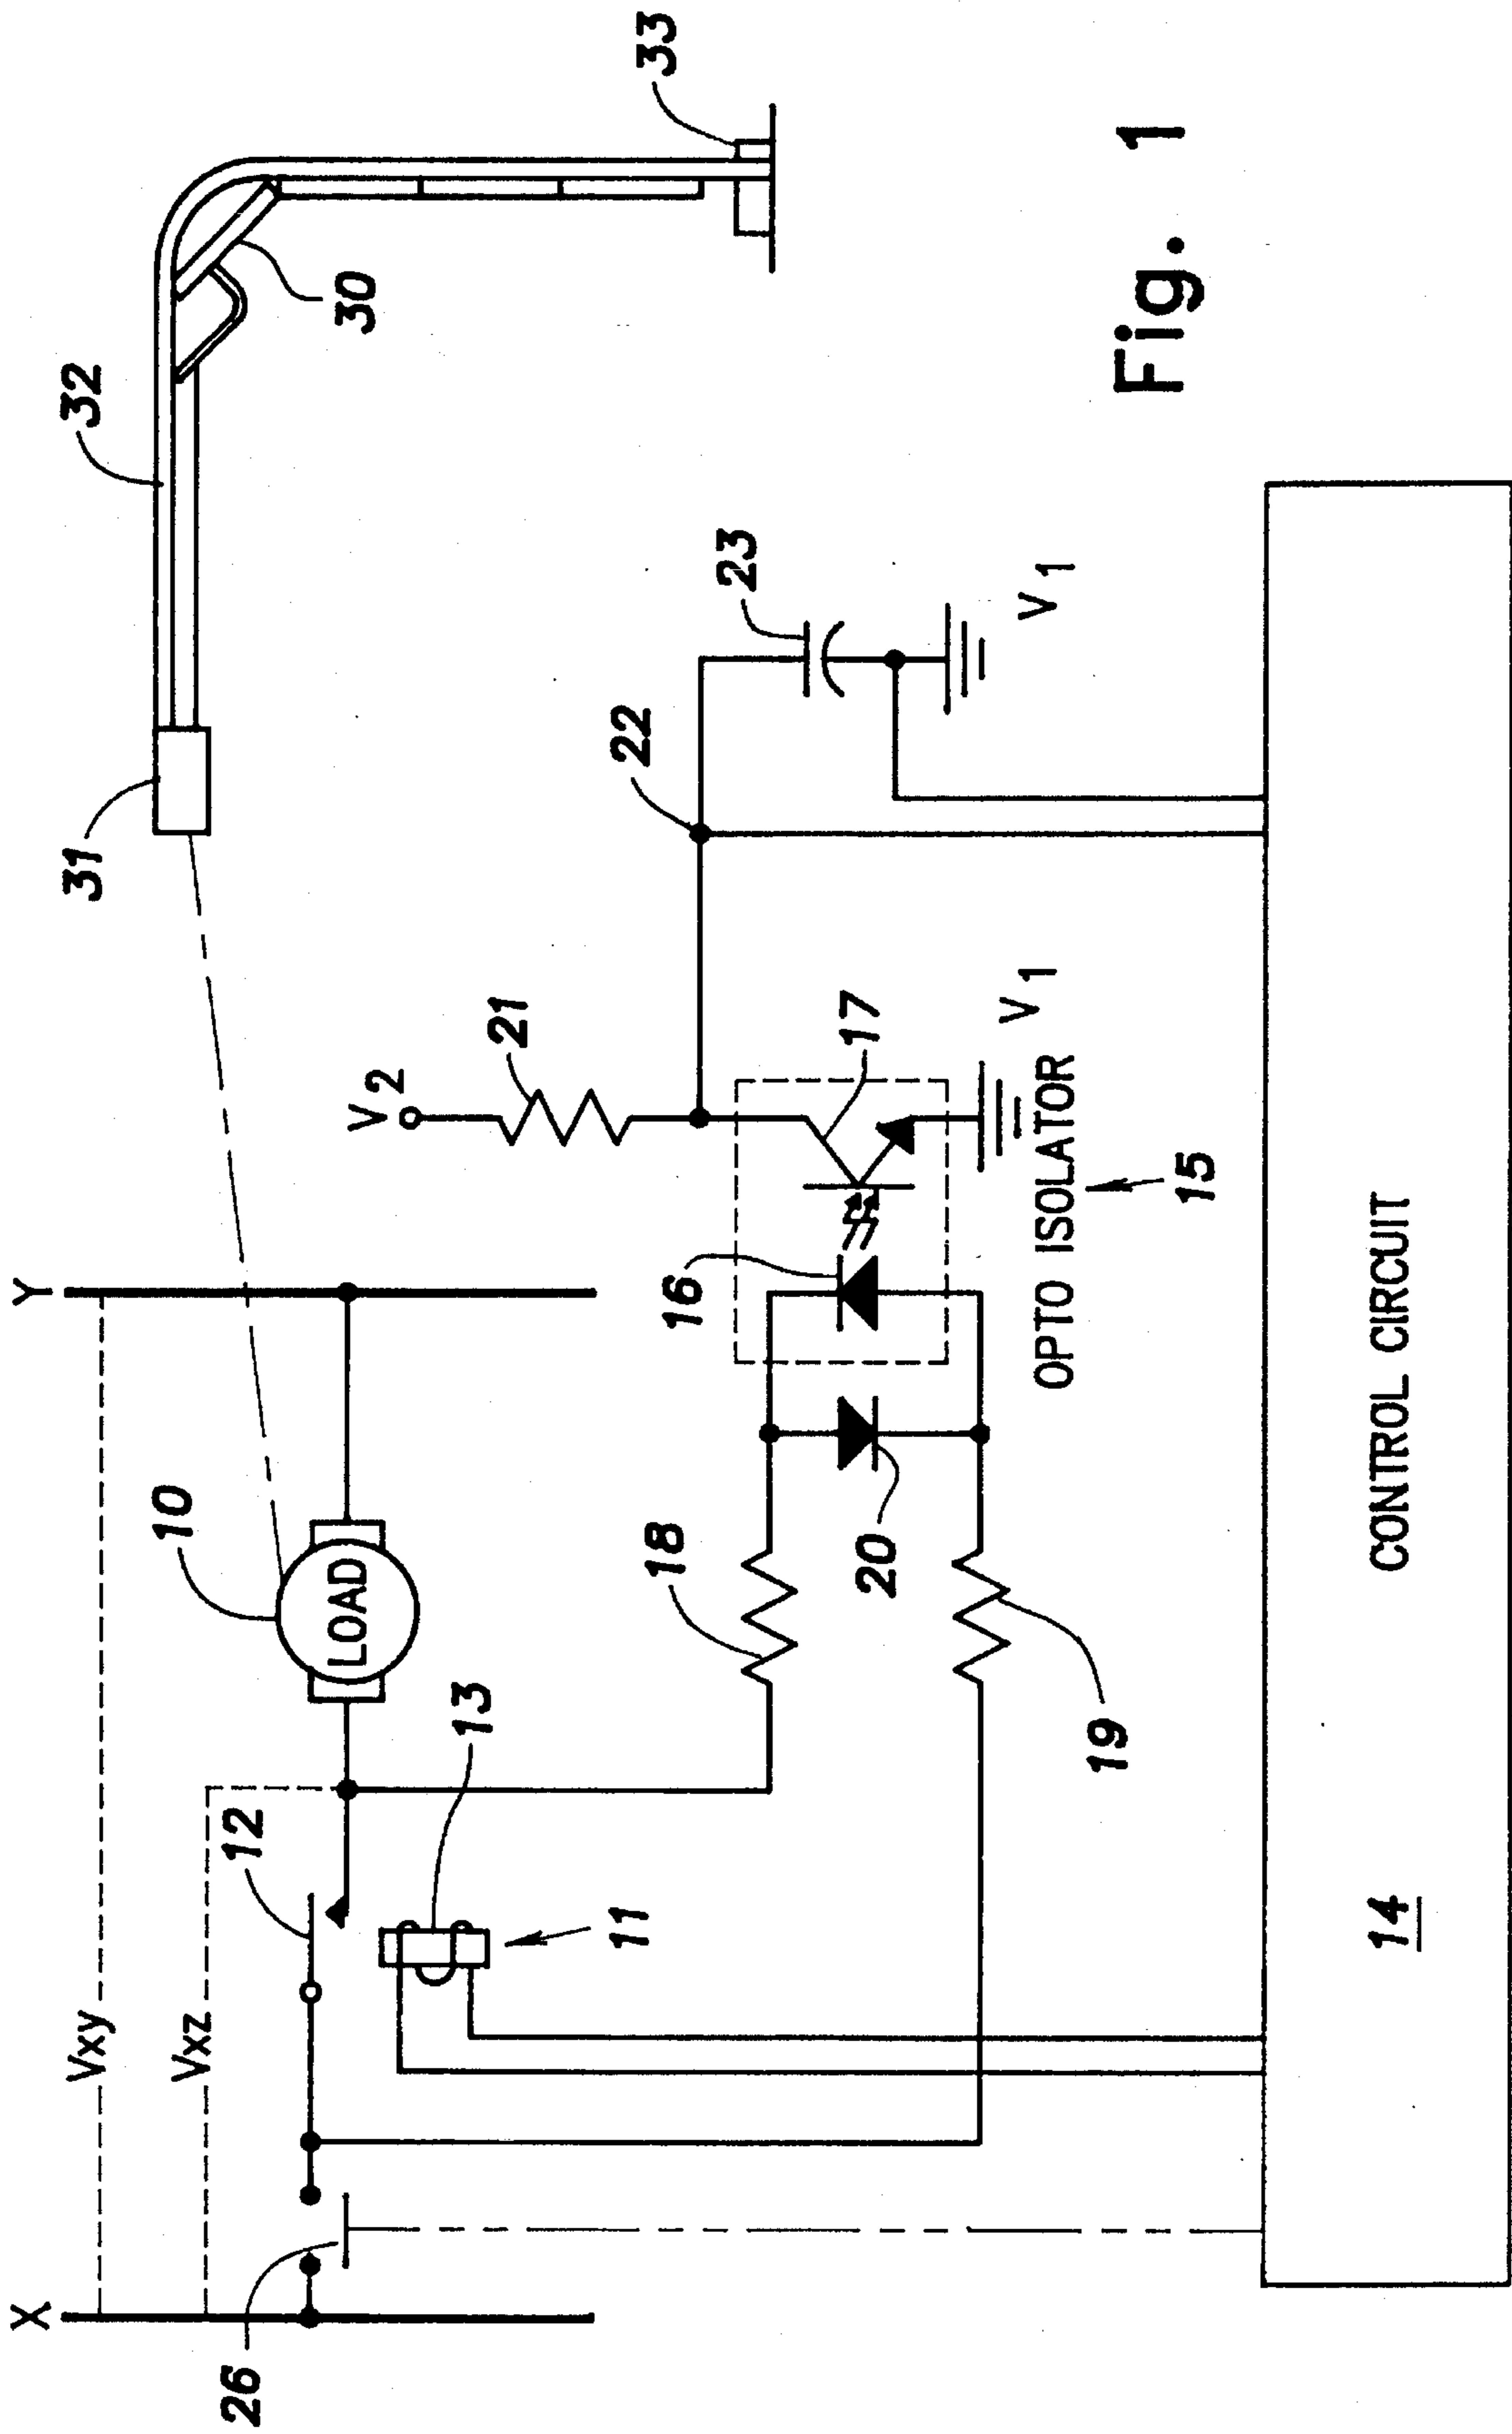 X
Y
Vxy
Vxz
26
12
10
LOAD
13
11
31
32
30
33
V2
21
22
23
V1
18
16
17
20
19
V1
OPTO ISOLATOR
15
CONTROL CIRCUIT
14
Fig. 1